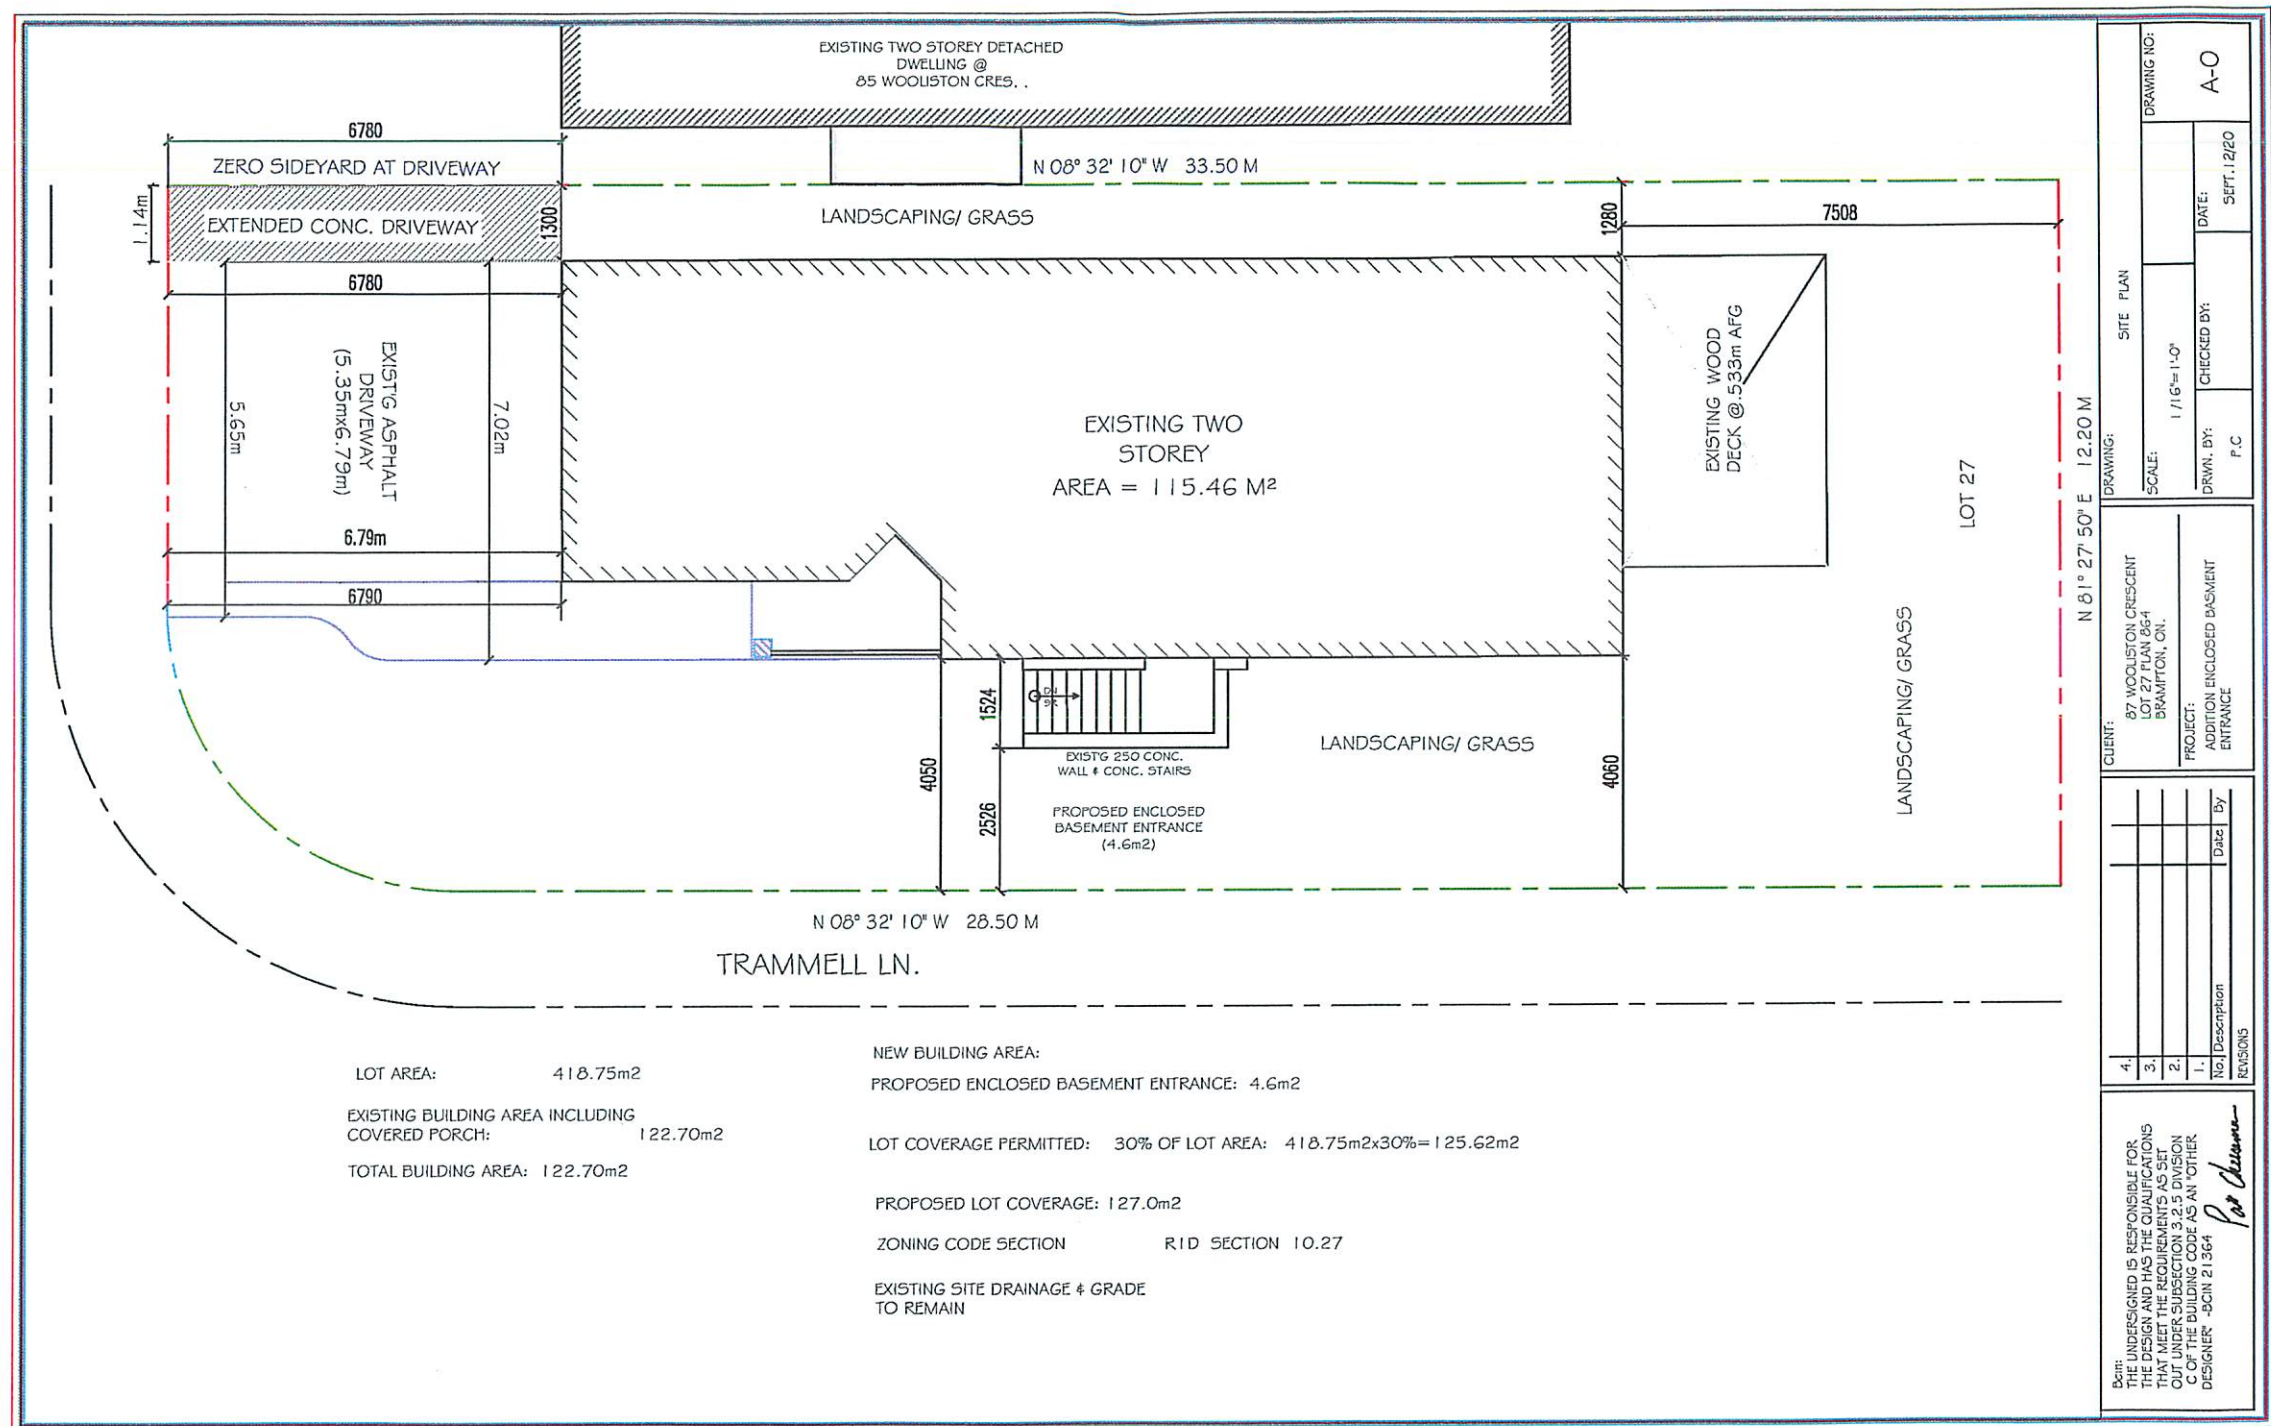 EXISTING TWO STOREY DETACHED
DWELLING @
85 WOOLISTON CRES. .
6780
ZERO SIDEYARD AT DRIVEWAY
N 08° 32' 10" W 33.50 M
1.14m
EXTENDED CONC. DRIVEWAY
1300
LANDSCAPING/ GRASS
1280
7508
6780
EXIST'G ASPHALT
DRIVEWAY
(5.35mx6.79m)
5.65m
7.02m
6.79m
6790
EXISTING TWO
STOREY
AREA = 115.46 M²
EXISTING WOOD
DECK @.533m AFG
LOT 27
N 81° 27' 50" E 12.20 M
LANDSCAPING/ GRASS
1524
4050
2526
DN
EXIST'G 250 CONC.
WALL & CONC. STAIRS
PROPOSED ENCLOSED
BASEMENT ENTRANCE
(4.6m2)
LANDSCAPING/ GRASS
4060
N 08° 32' 10" W 28.50 M
TRAMMELL LN.
LOT AREA: 418.75m2
EXISTING BUILDING AREA INCLUDING
COVERED PORCH: 122.70m2
TOTAL BUILDING AREA: 122.70m2
NEW BUILDING AREA:
PROPOSED ENCLOSED BASEMENT ENTRANCE: 4.6m2
LOT COVERAGE PERMITTED: 30% OF LOT AREA: 418.75m2x30%=125.62m2
PROPOSED LOT COVERAGE: 127.0m2
ZONING CODE SECTION R1D SECTION 10.27
EXISTING SITE DRAINAGE & GRADE
TO REMAIN
DRAWING:
SITE PLAN
DRAWING NO:
A-O
SCALE:
1/16"=1'-0"
DRWN. BY:
P.C
CHECKED BY:
DATE:
SEPT.12/20
CLIENT:
87 WOOLISTON CRESCENT
LOT 27 PLAN 864
BRAMPTON, ON.
PROJECT:
ADDITION ENCLOSED BASMENT
ENTRANCE
4.
3.
2.
1.
No. Description Date By
REVISIONS
Bcin:
THE UNDERSIGNED IS RESPONSIBLE FOR
THE DESIGN AND HAS THE QUALIFICATIONS
THAT MEET THE REQUIREMENTS AS SET
OUT UNDER SUBSECTION 3.2.5 DIVISION
C OF THE BUILDING CODE AS AN "OTHER
DESIGNER" -BCIN 21364